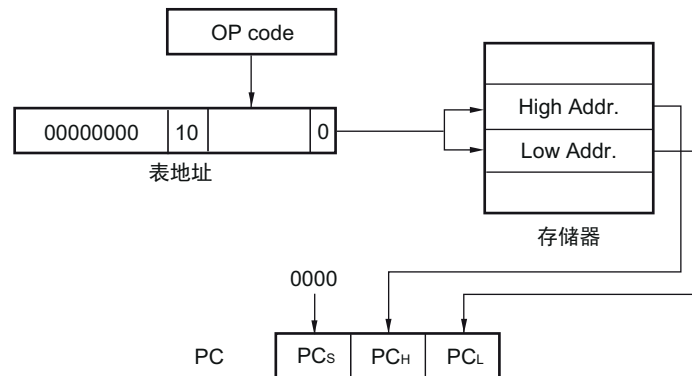 OP code
00000000 10 0
表地址
High Addr.
Low Addr.
存储器
0000
PC PCS PCH PCL